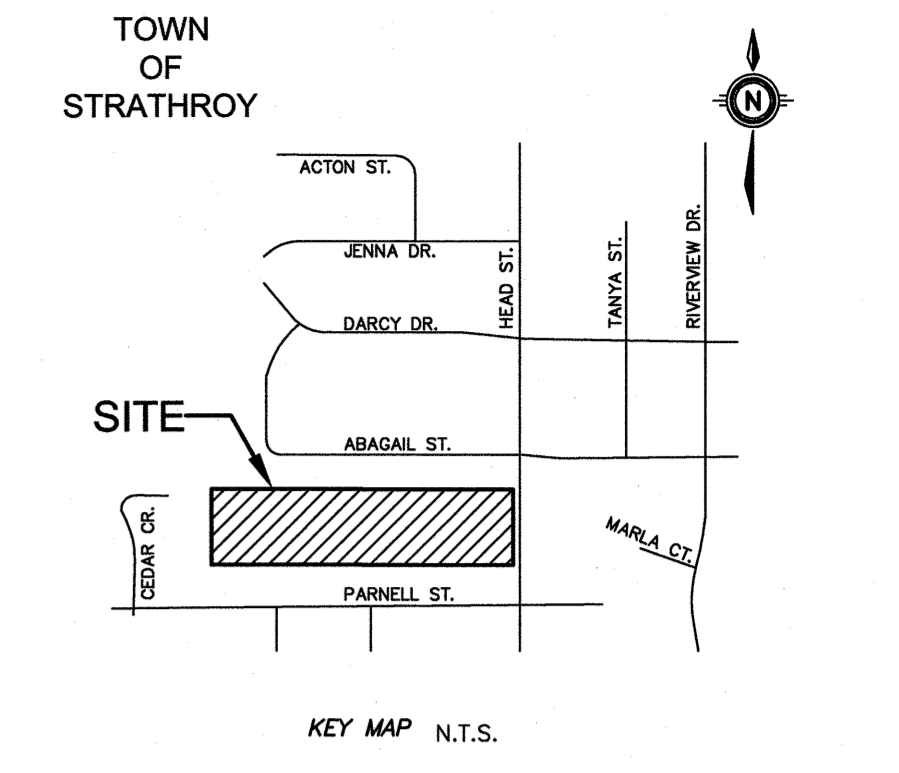 TOWN
OF
STRATHROY
N
ACTON ST.
JENNA DR.
HEAD ST.
TANYA ST.
RIVERVIEW DR.
DARCY DR.
SITE
ABAGAIL ST.
CEDAR CR.
MARLA CT.
PARNELL ST.
KEY MAP N.T.S.